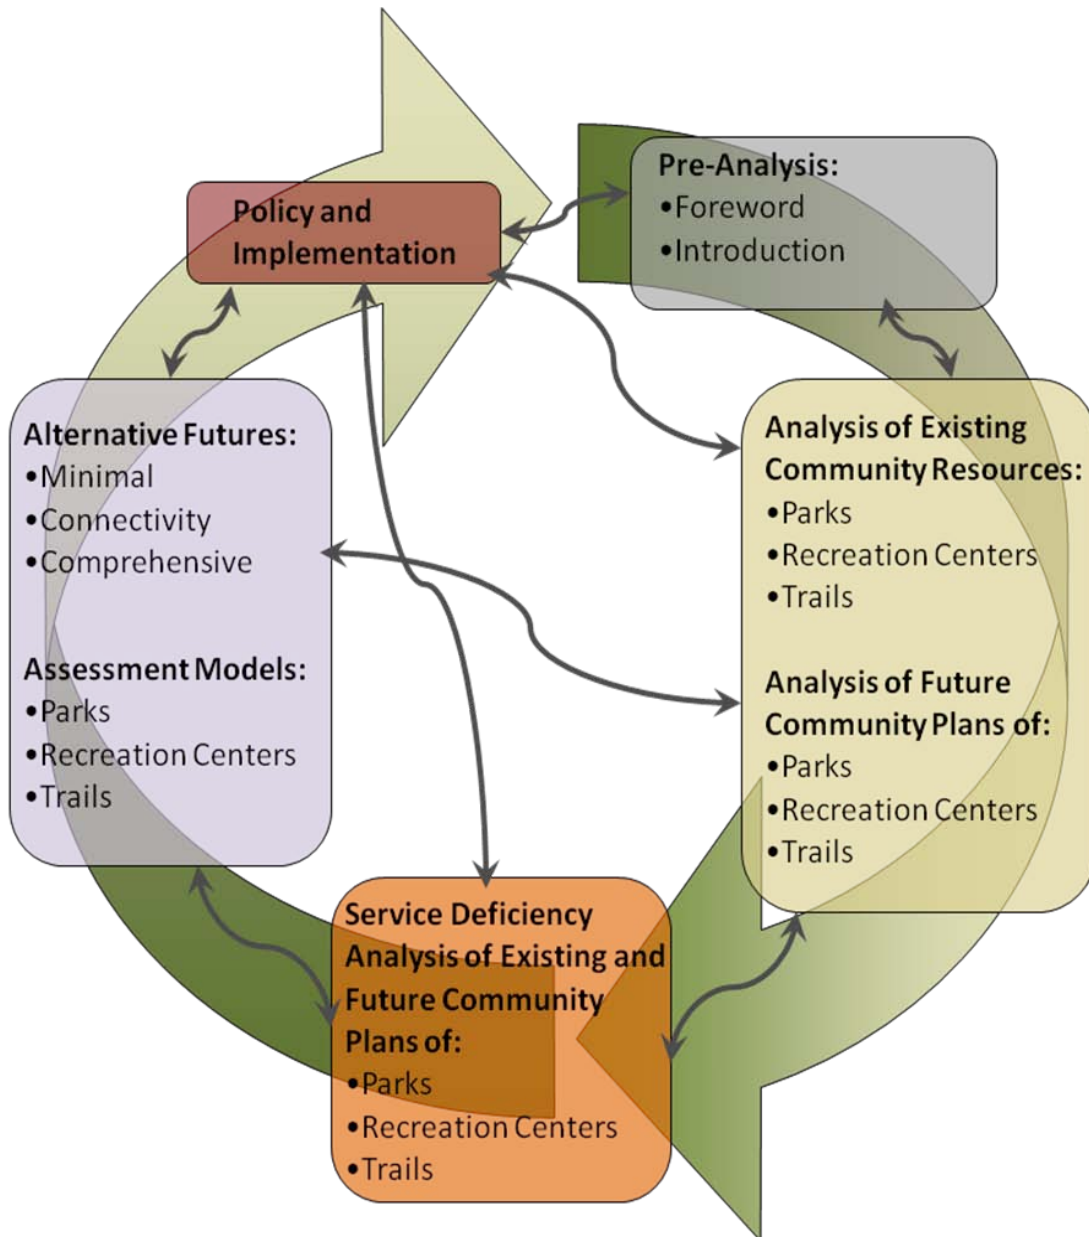 Policy and
Implementation
Pre-Analysis:
•Foreword
•Introduction
Alternative Futures:
•Minimal
•Connectivity
•Comprehensive
Assessment Models:
•Parks
•Recreation Centers
•Trails
Analysis of Existing
Community Resources:
•Parks
•Recreation Centers
•Trails
Analysis of Future
Community Plans of:
•Parks
•Recreation Centers
•Trails
Service Deficiency
Analysis of Existing and
Future Community
Plans of:
•Parks
•Recreation Centers
•Trails